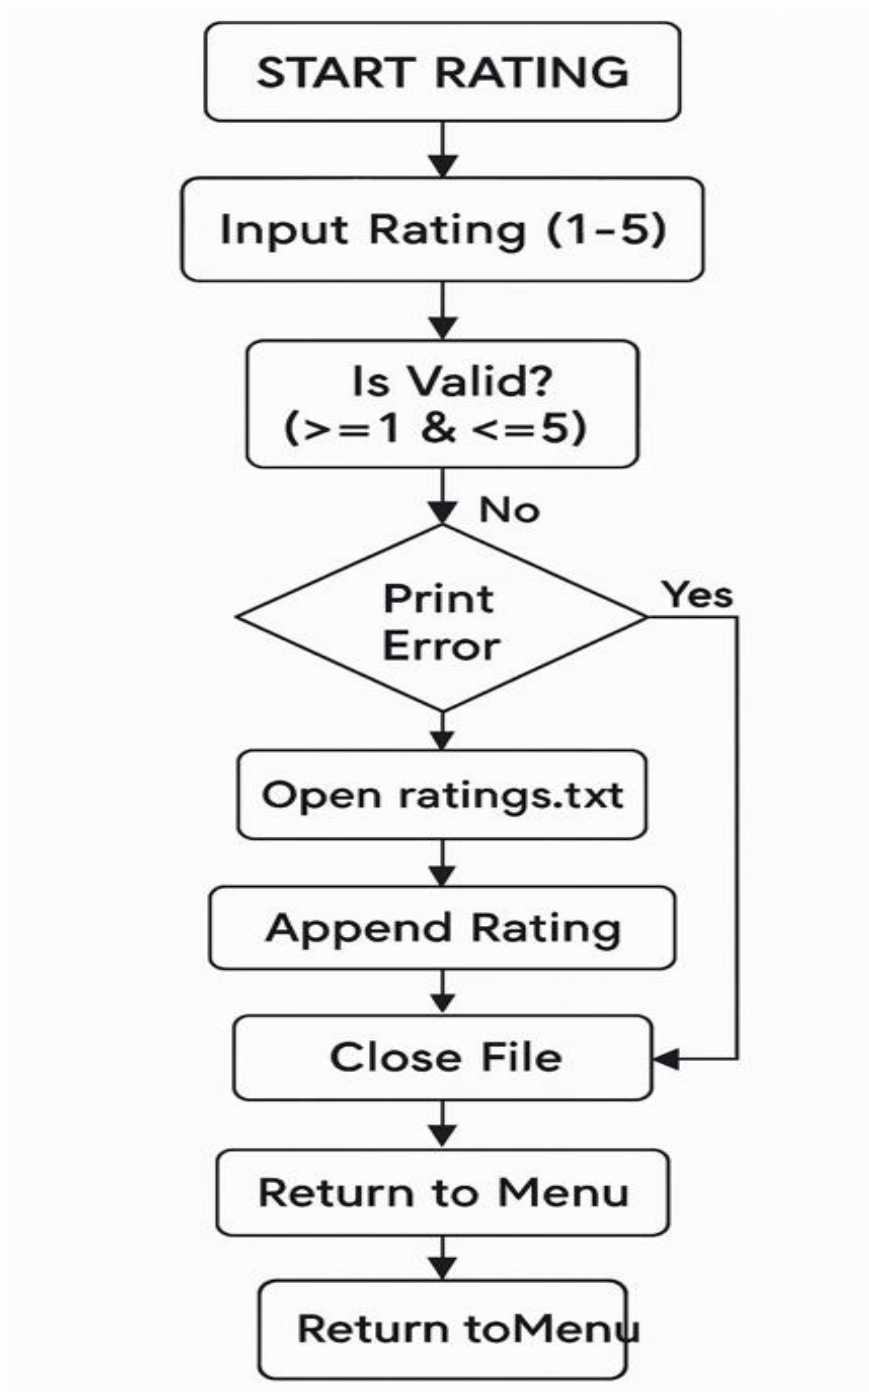 START RATING
Input Rating (1-5)
Is Valid?
(>=1 & <=5)
No
Print
Error
Yes
Open ratings.txt
Append Rating
Close File
Return to Menu
Return toMenu